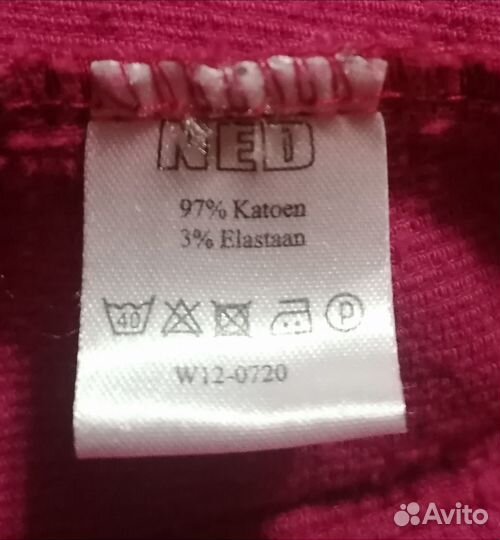 NED
97% Katoen
3% Elastaan
40 P
W12-0720
Avito